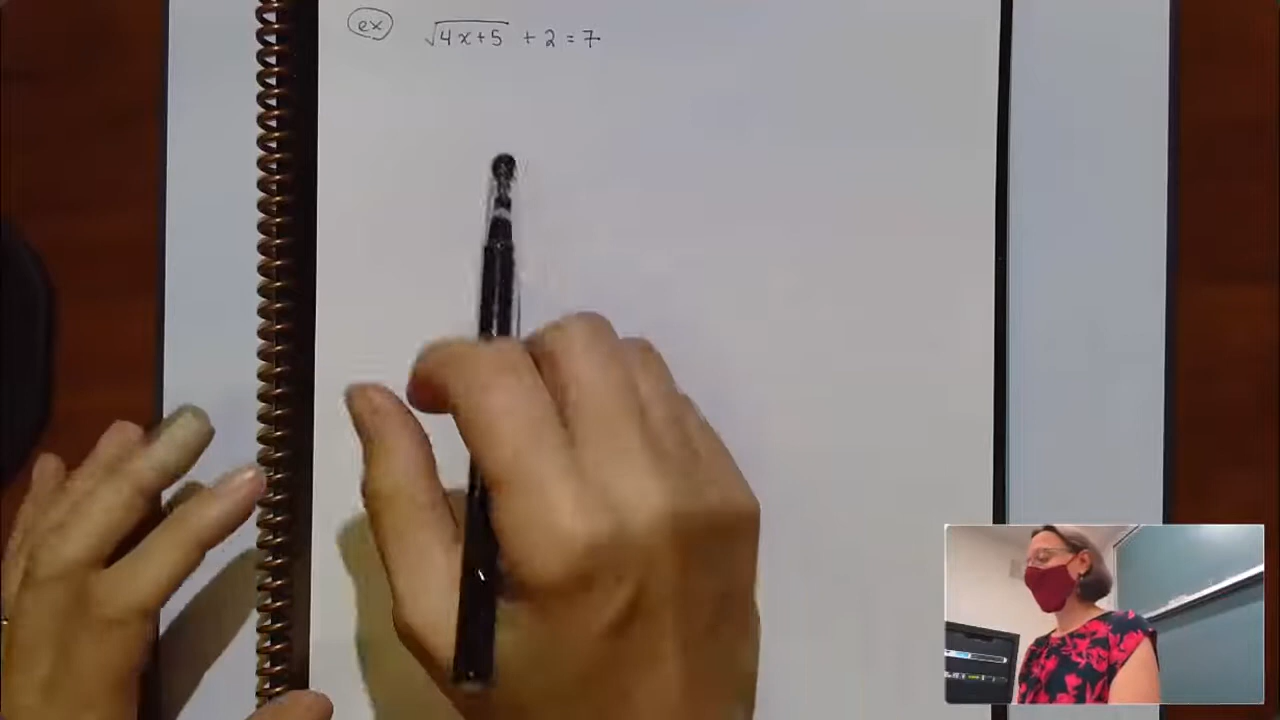 ex √4x+5 + 2 = 7